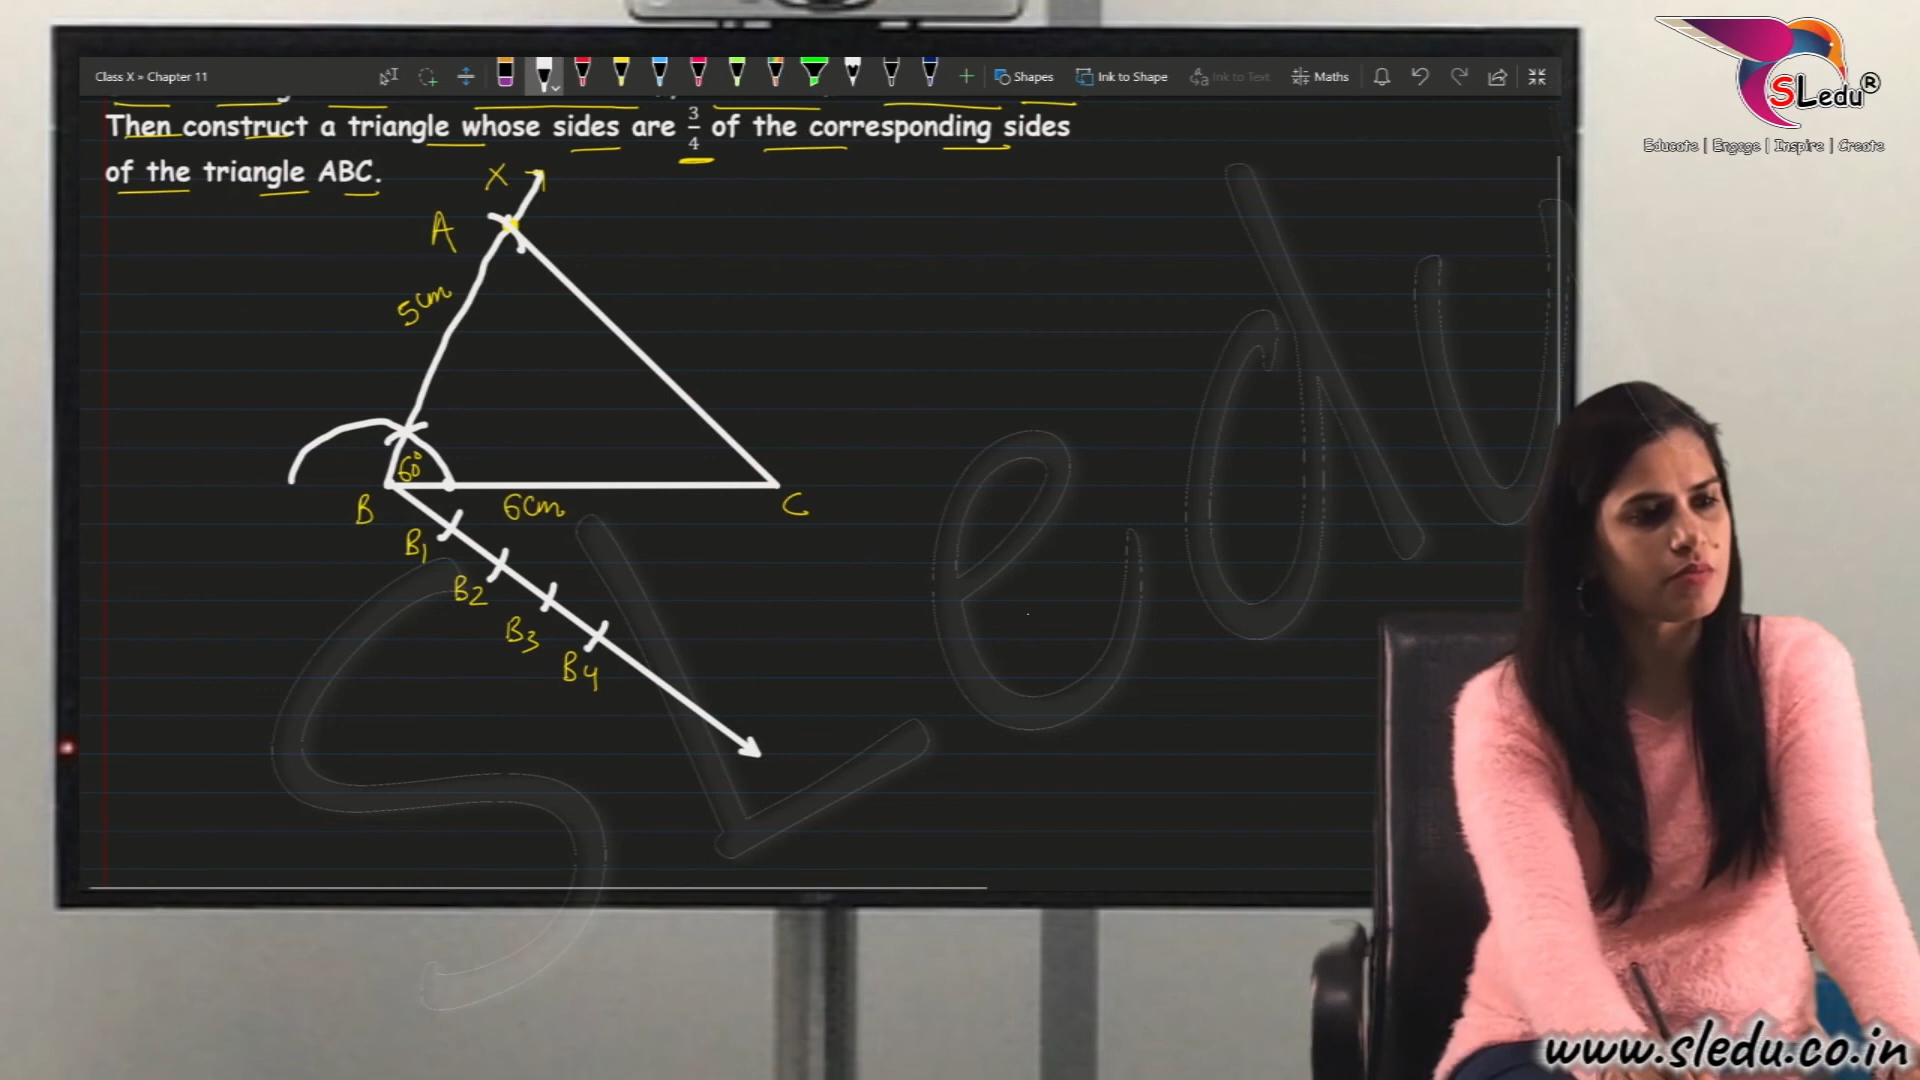 Class X » Chapter 11
Shapes
Ink to Shape
Ink to Text
Maths
Then construct a triangle whose sides are 3/4 of the corresponding sides
of the triangle ABC.
X
A
5cm
60°
B
6cm
C
B1
B2
B3
B4
SLedu
SLedu®
Educate | Engage | Inspire | Create
www.sledu.co.in